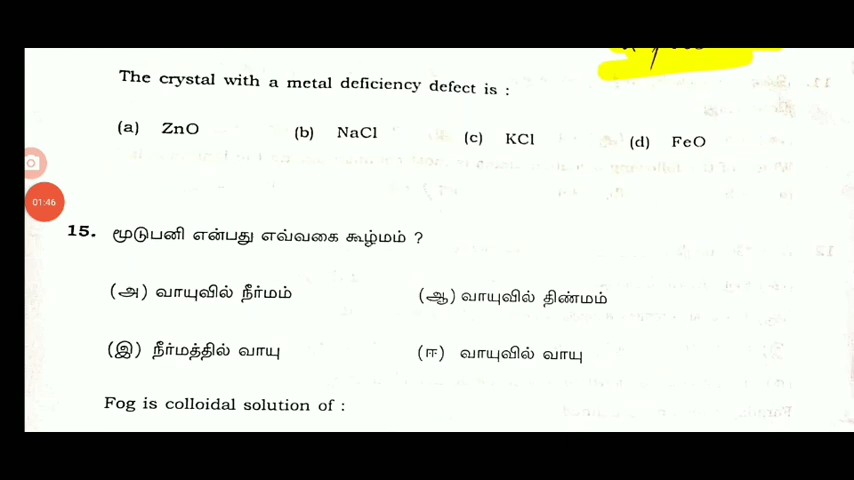 The crystal with a metal deficiency defect is :
(a) ZnO (b) NaCl (c) KCl (d) FeO
01:46
15. மூடுபனி என்பது எவ்வகை கூழ்மம் ?
(அ) வாயுவில் நீர்மம் (ஆ) வாயுவில் திண்மம்
(இ) நீர்மத்தில் வாயு (ஈ) வாயுவில் வாயு
Fog is colloidal solution of :